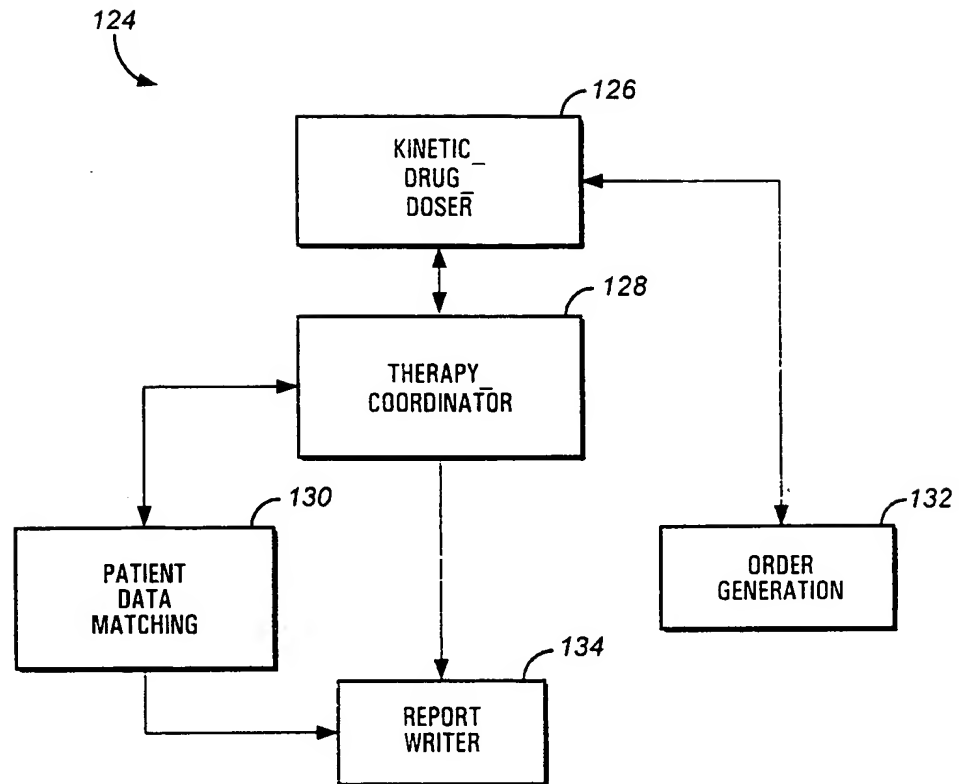 124
126
KINETIC_
DRUG_
DOSER
128
THERAPY_
COORDINATOR
130
PATIENT
DATA
MATCHING
132
ORDER
GENERATION
134
REPORT
WRITER